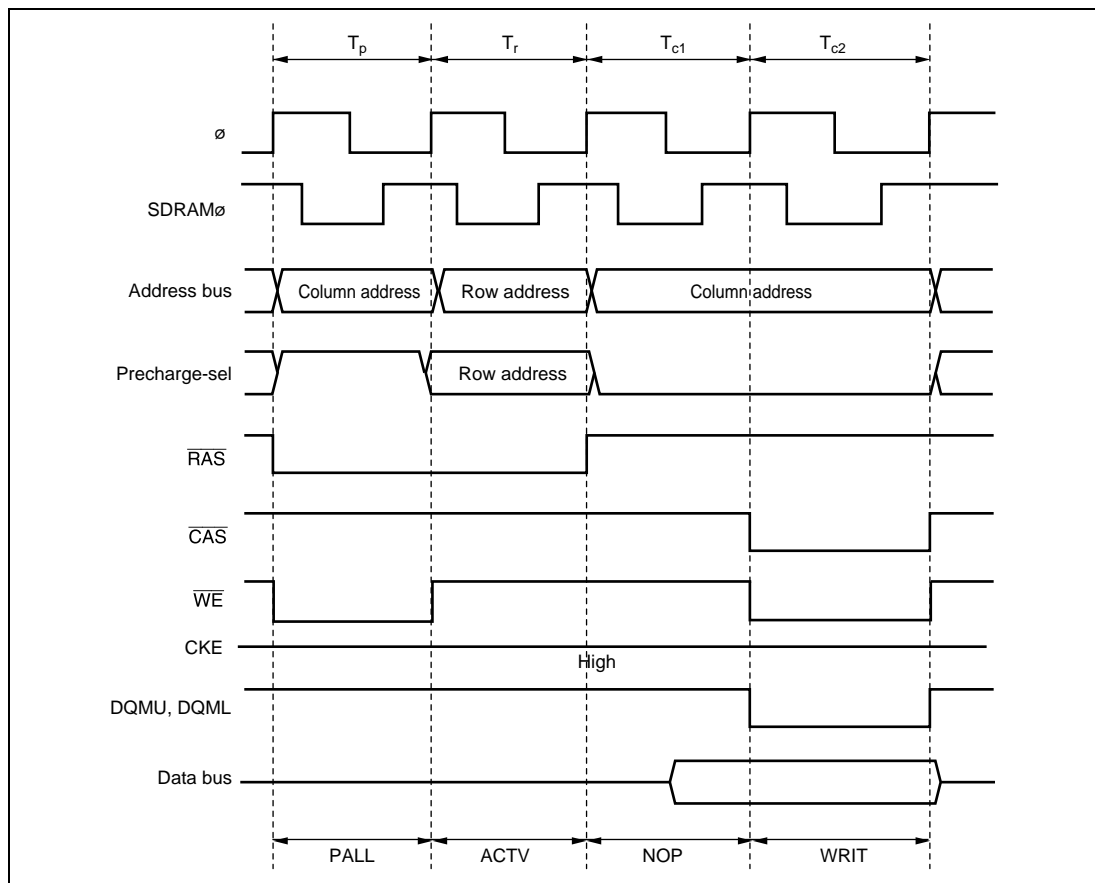 Tp Tr Tc1 Tc2
ø
SDRAMø
Address bus Column address Row address Column address
Precharge-sel Row address
RAS
CAS
WE
CKE
High
DQMU, DQML
Data bus
PALL ACTV NOP WRIT